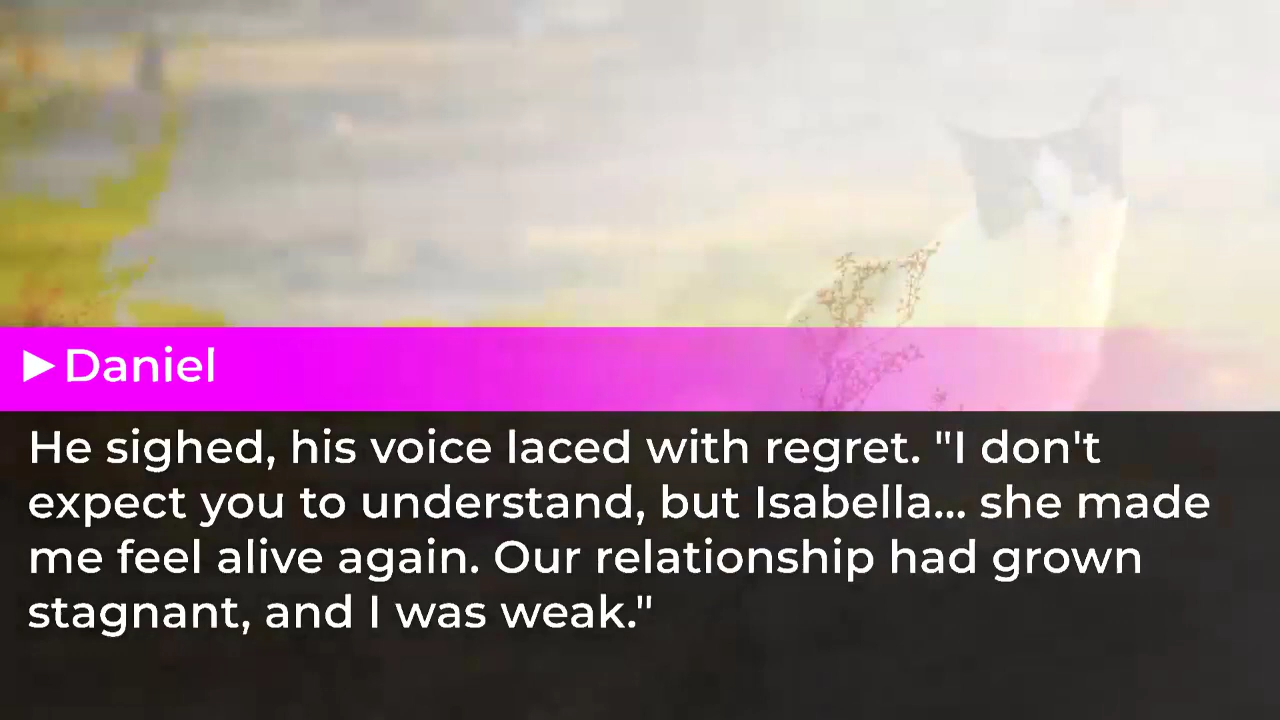 Daniel
He sighed, his voice laced with regret. "I don't
expect you to understand, but Isabella... she made
me feel alive again. Our relationship had grown
stagnant, and I was weak."